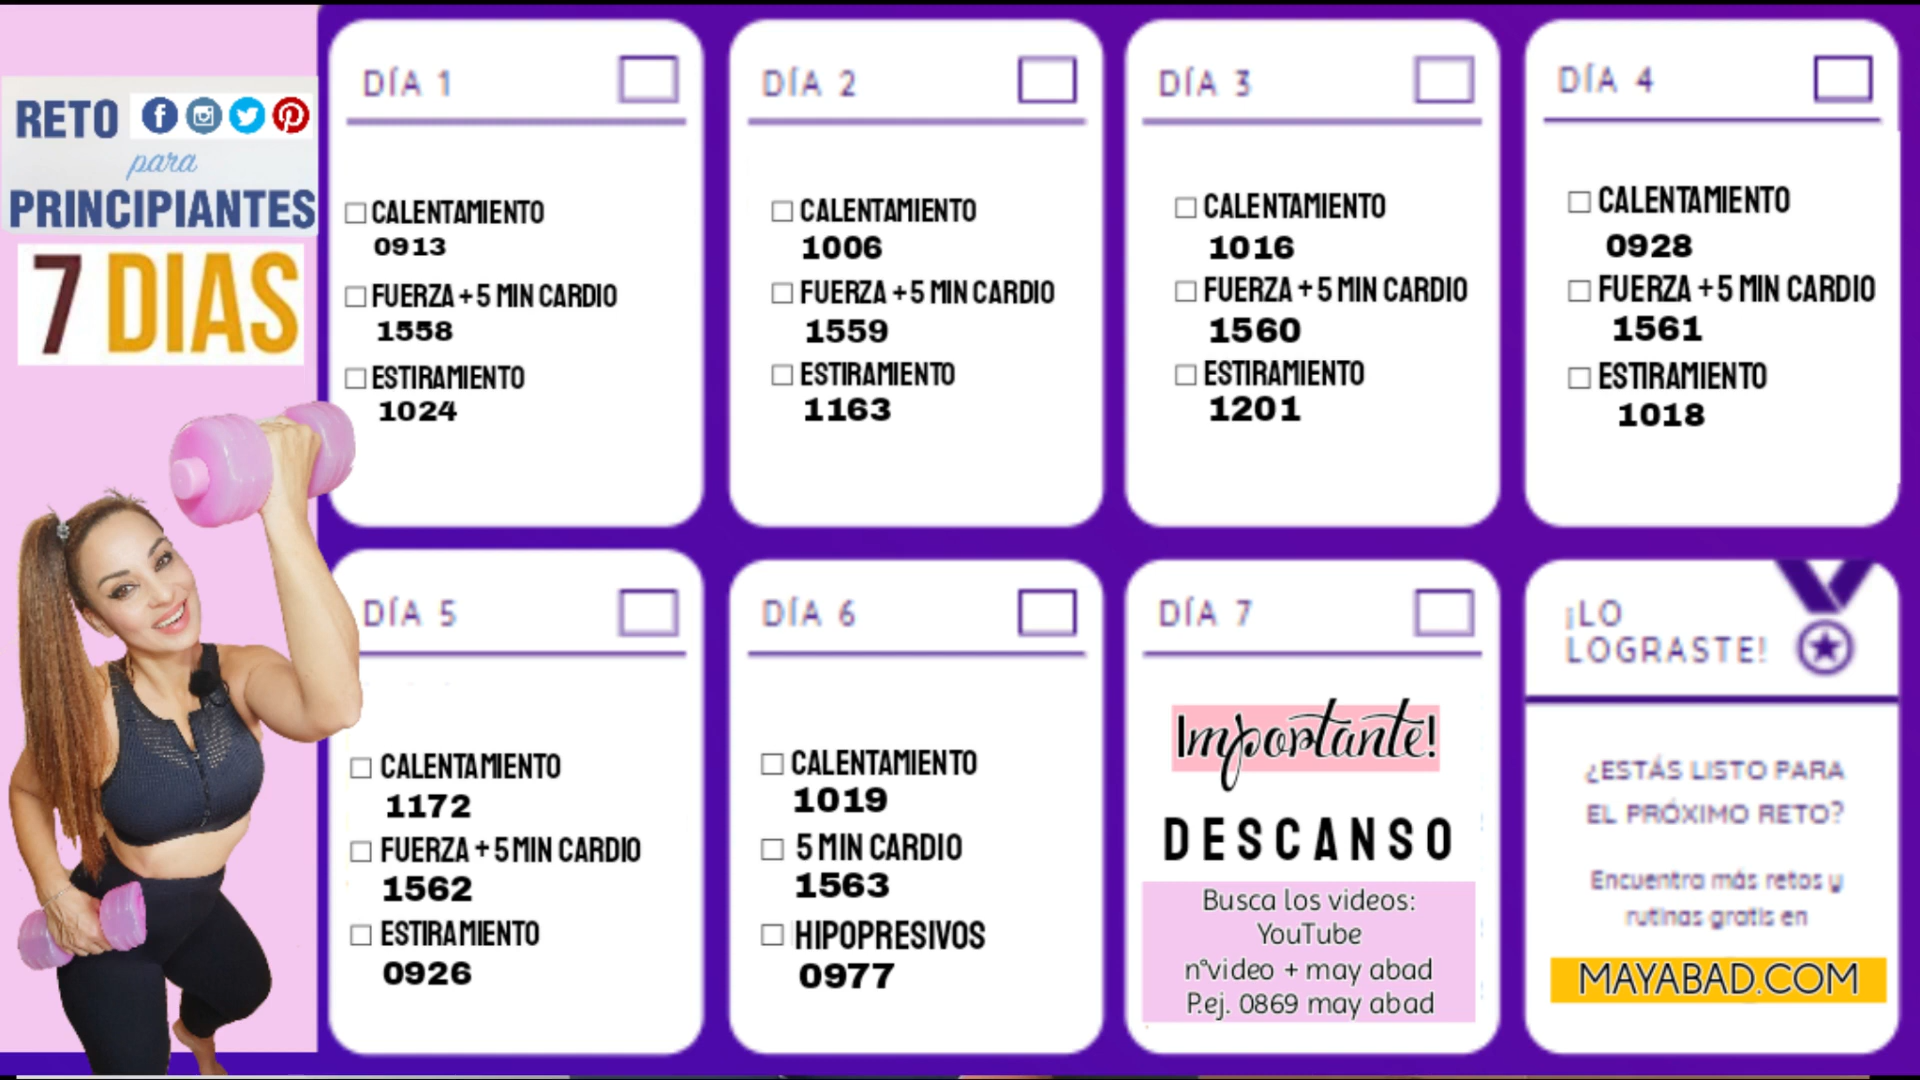 RETO
para
PRINCIPIANTES
7 DIAS
DÍA 1
CALENTAMIENTO
0913
FUERZA + 5 MIN CARDIO
1558
ESTIRAMIENTO
1024
DÍA 2
CALENTAMIENTO
1006
FUERZA + 5 MIN CARDIO
1559
ESTIRAMIENTO
1163
DÍA 3
CALENTAMIENTO
1016
FUERZA + 5 MIN CARDIO
1560
ESTIRAMIENTO
1201
DÍA 4
CALENTAMIENTO
0928
FUERZA + 5 MIN CARDIO
1561
ESTIRAMIENTO
1018
DÍA 5
CALENTAMIENTO
1172
FUERZA + 5 MIN CARDIO
1562
ESTIRAMIENTO
0926
DÍA 6
CALENTAMIENTO
1019
5 MIN CARDIO
1563
HIPOPRESIVOS
0977
DÍA 7
Importante!
DESCANSO
Busca los videos:
YouTube
nºvideo + may abad
P.ej. 0869 may abad
¡LO
LOGRASTE!
¿ESTÁS LISTO PARA
EL PRÓXIMO RETO?
Encuentra más retos y
rutinas gratis en
MAYABAD.COM